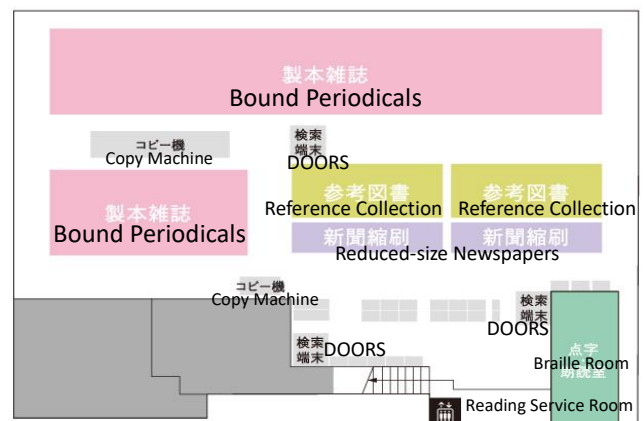 製本雑誌
Bound Periodicals
コピー機
Copy Machine
検索
端末
DOORS
製本雑誌
Bound Periodicals
参考図書
Reference Collection
参考図書
Reference Collection
新聞縮刷
新聞縮刷
Reduced-size Newspapers
コピー機
Copy Machine
検索
端末
DOORS
検索
端末
DOORS
点字
朗読室
Braille Room
Reading Service Room